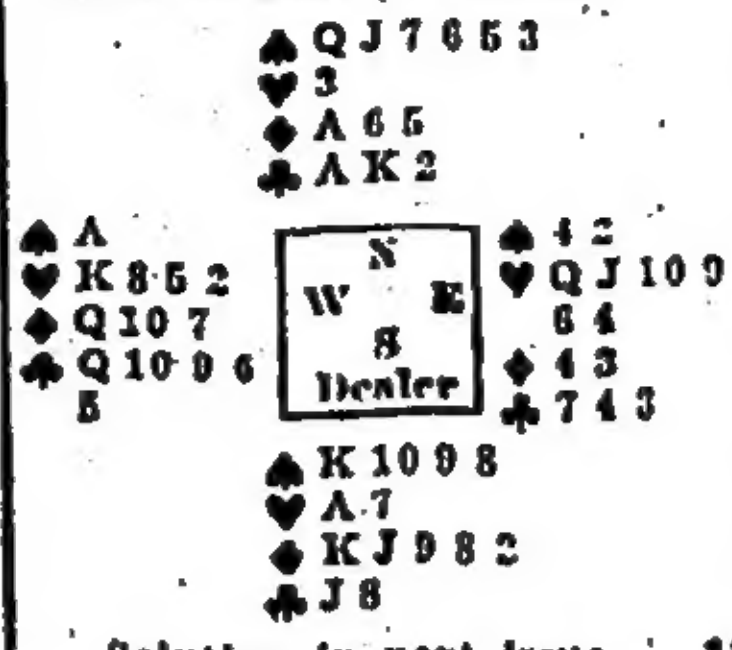 ♠ Q J 7 6 5 3
♥ 3
♦ A 6 5
♣ A K 2
♠ A
♥ K 8 5 2
♦ Q 10 7
♣ Q 10 9 6
5
N
W E
S
Dealer
♠ 4 2
♥ Q J 10 9
6 4
♦ 4 3
♣ 7 4 3
♠ K 10 9 8
♥ A 7
♦ K J 9 8 2
♣ J 8
in next issue